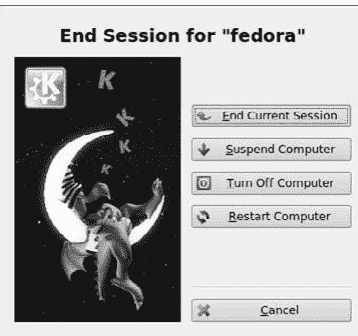 End Session for "fedora"
K
K
K
K
K
End Current Session
Suspend Computer
Turn Off Computer
Restart Computer
Cancel